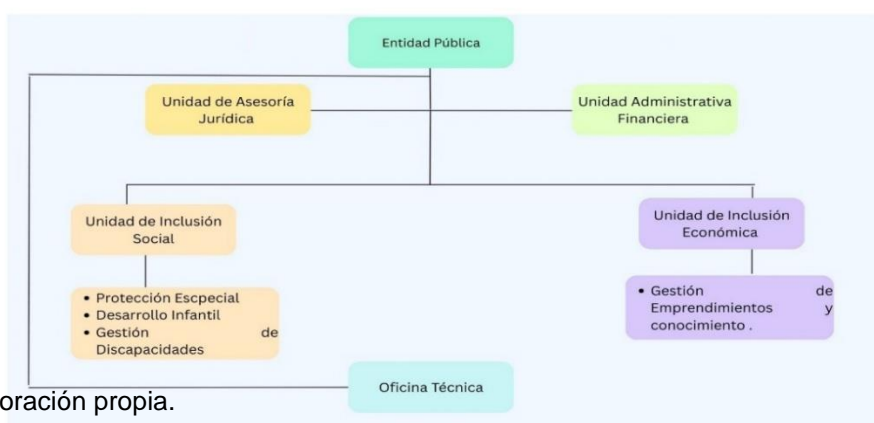 Entidad Pública
Unidad de Asesoría
Jurídica
Unidad Administrativa
Financiera
Unidad de Inclusión
Social
Unidad de Inclusión
Económica
• Protección Escpecial
• Desarrollo Infantil
• Gestión de
Discapacidades
• Gestión de
Emprendimientos y
conocimiento .
Oficina Técnica
oración propia.